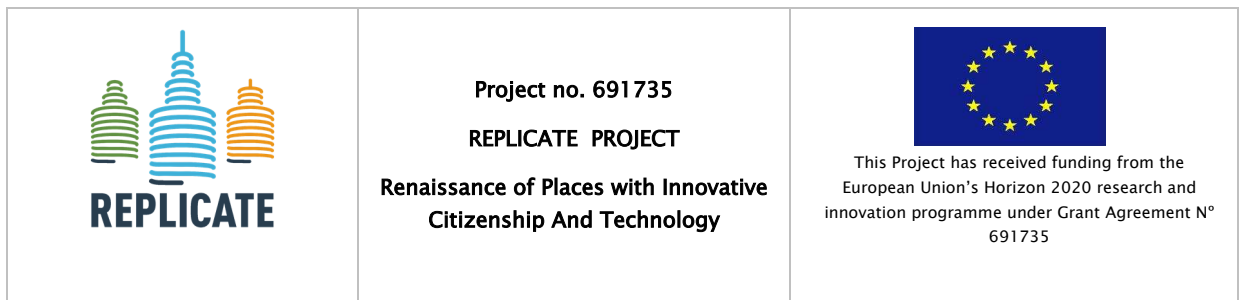 REPLICATE
Project no. 691735
REPLICATE PROJECT
Renaissance of Places with Innovative
Citizenship And Technology
This Project has received funding from the
European Union’s Horizon 2020 research and
innovation programme under Grant Agreement Nº
691735